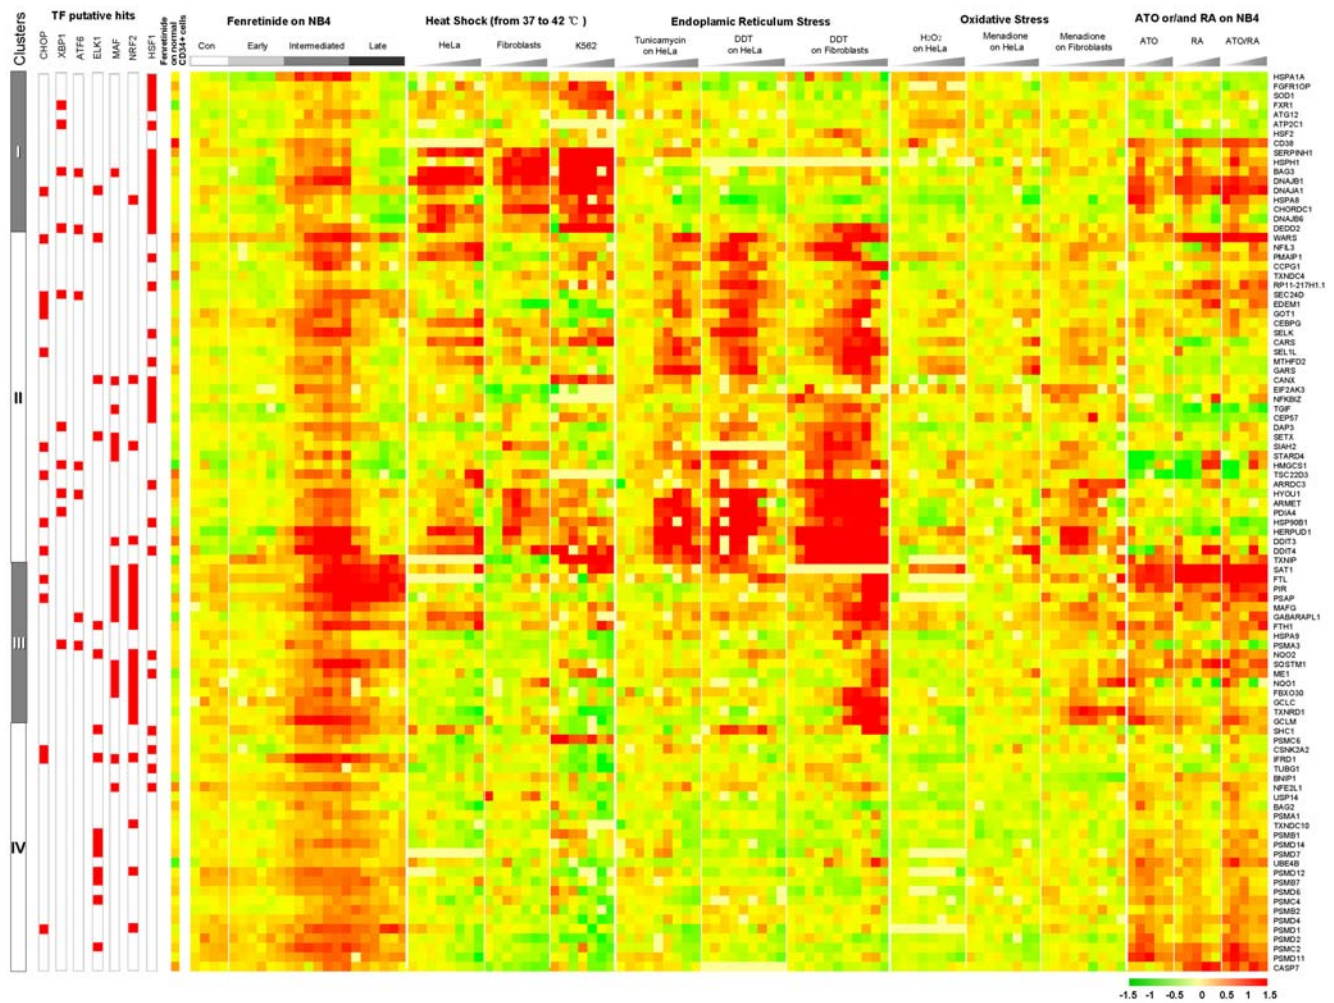 TF putative hits
Fenretinide on NB4
Heat Shock (from 37 to 42 ℃ )
Endoplamic Reticulum Stress
Oxidative Stress
ATO or/and RA on NB4
Clusters
CHOP
XBP1
ATF6
ELK1
MAF
NRF2
HSF1
Fenretinide
on normal
CD34+ cells
Con
Early
Intermediated
Late
HeLa
Fibroblasts
K562
Tunicamycin
on HeLa
DDT
on HeLa
DDT
on Fibroblasts
H2O2
on HeLa
Menadione
on HeLa
Menadione
on Fibroblasts
ATO
RA
ATO/RA
I
II
III
IV
HSPA1A
FGFR1OP
SOD1
FXR1
ATG12
ATP2C1
HSF2
CD38
SERPINH1
HSPH1
BAG3
DNAJB1
DNAJA1
HSPA8
CHORDC1
DNAJB6
DEDD2
WARS
NFIL3
PMAIP1
CCPG1
TXNDC4
RP11-217H1.1
SEC24D
EDEM1
GOT1
CEBPG
SELK
CARS
SEL1L
MTHFD2
GARS
CANX
EIF2AK3
NFKBIZ
TGIF
CEP57
DAP3
SETX
SIAH2
STARD4
HMGCS1
TSC22D3
ARRDC3
HYOU1
ARMET
PDIA4
HSP90B1
HERPUD1
DDIT3
DDIT4
TXNIP
SAT1
FTL
PIR
PSAP
MAFG
GABARAPL1
FTH1
HSPA9
PSMA3
NQO2
SQSTM1
ME1
NQO1
FBXO30
GCLC
TXNRD1
GCLM
SHC1
PSMC6
CSNK2A2
IFRD1
TUBG1
BNIP1
NFE2L1
USP14
BAG2
PSMA1
TXNDC10
PSMB1
PSMD14
PSMD7
UBE4B
PSMD12
PSMB7
PSMD6
PSMC4
PSMB2
PSMD4
PSMD1
PSMD2
PSMC2
PSMD11
CASP7
-1.5 -1 -0.5 0 0.5 1 1.5